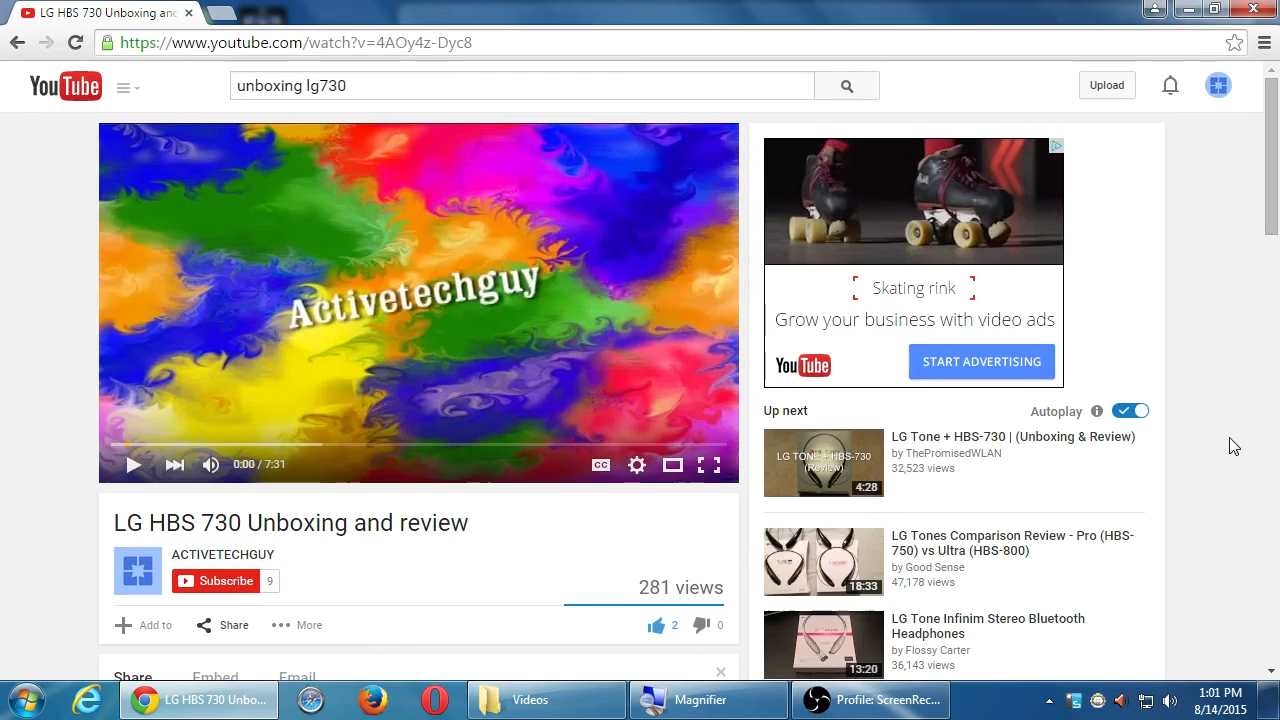 LG HBS 730 Unboxing and
https://www.youtube.com/watch?v=4AOy4z-Dyc8
YouTube
unboxing lg730
Upload
Activetechguy
0:00 / 7:31
CC
Skating rink
Grow your business with video ads
YouTube
START ADVERTISING
Up next
Autoplay
LG TONE + HBS-730
(Review)
4:28
LG Tone + HBS-730 | (Unboxing & Review)
by ThePromisedWLAN
32,523 views
18:33
LG Tones Comparison Review - Pro (HBS-
750) vs Ultra (HBS-800)
by Good Sense
47,178 views
13:20
LG Tone Infinim Stereo Bluetooth
Headphones
by Flossy Carter
36,143 views
LG HBS 730 Unboxing and review
ACTIVETECHGUY
Subscribe 9
281 views
Add to Share More
2 0
Share Embed Email
LG HBS 730 Unbo...
Videos
Magnifier
Profile: ScreenRec...
1:01 PM
8/14/2015